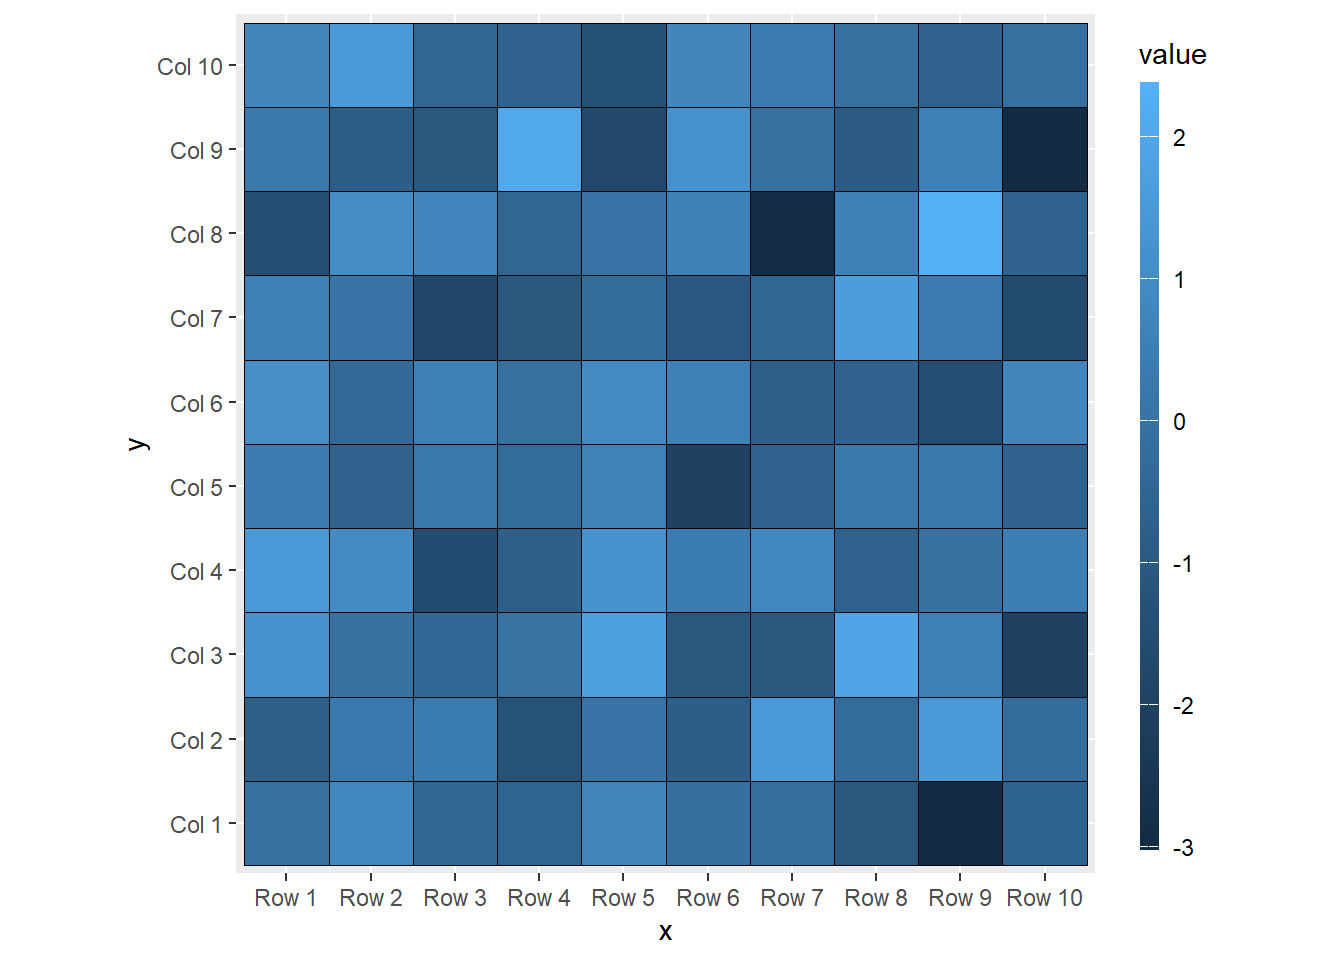 value
2
1
0
-1
-2
-3
Col 10
Col 9
Col 8
Col 7
Col 6
Col 5
Col 4
Col 3
Col 2
Col 1
y
Row 1 Row 2 Row 3 Row 4 Row 5 Row 6 Row 7 Row 8 Row 9 Row 10
x